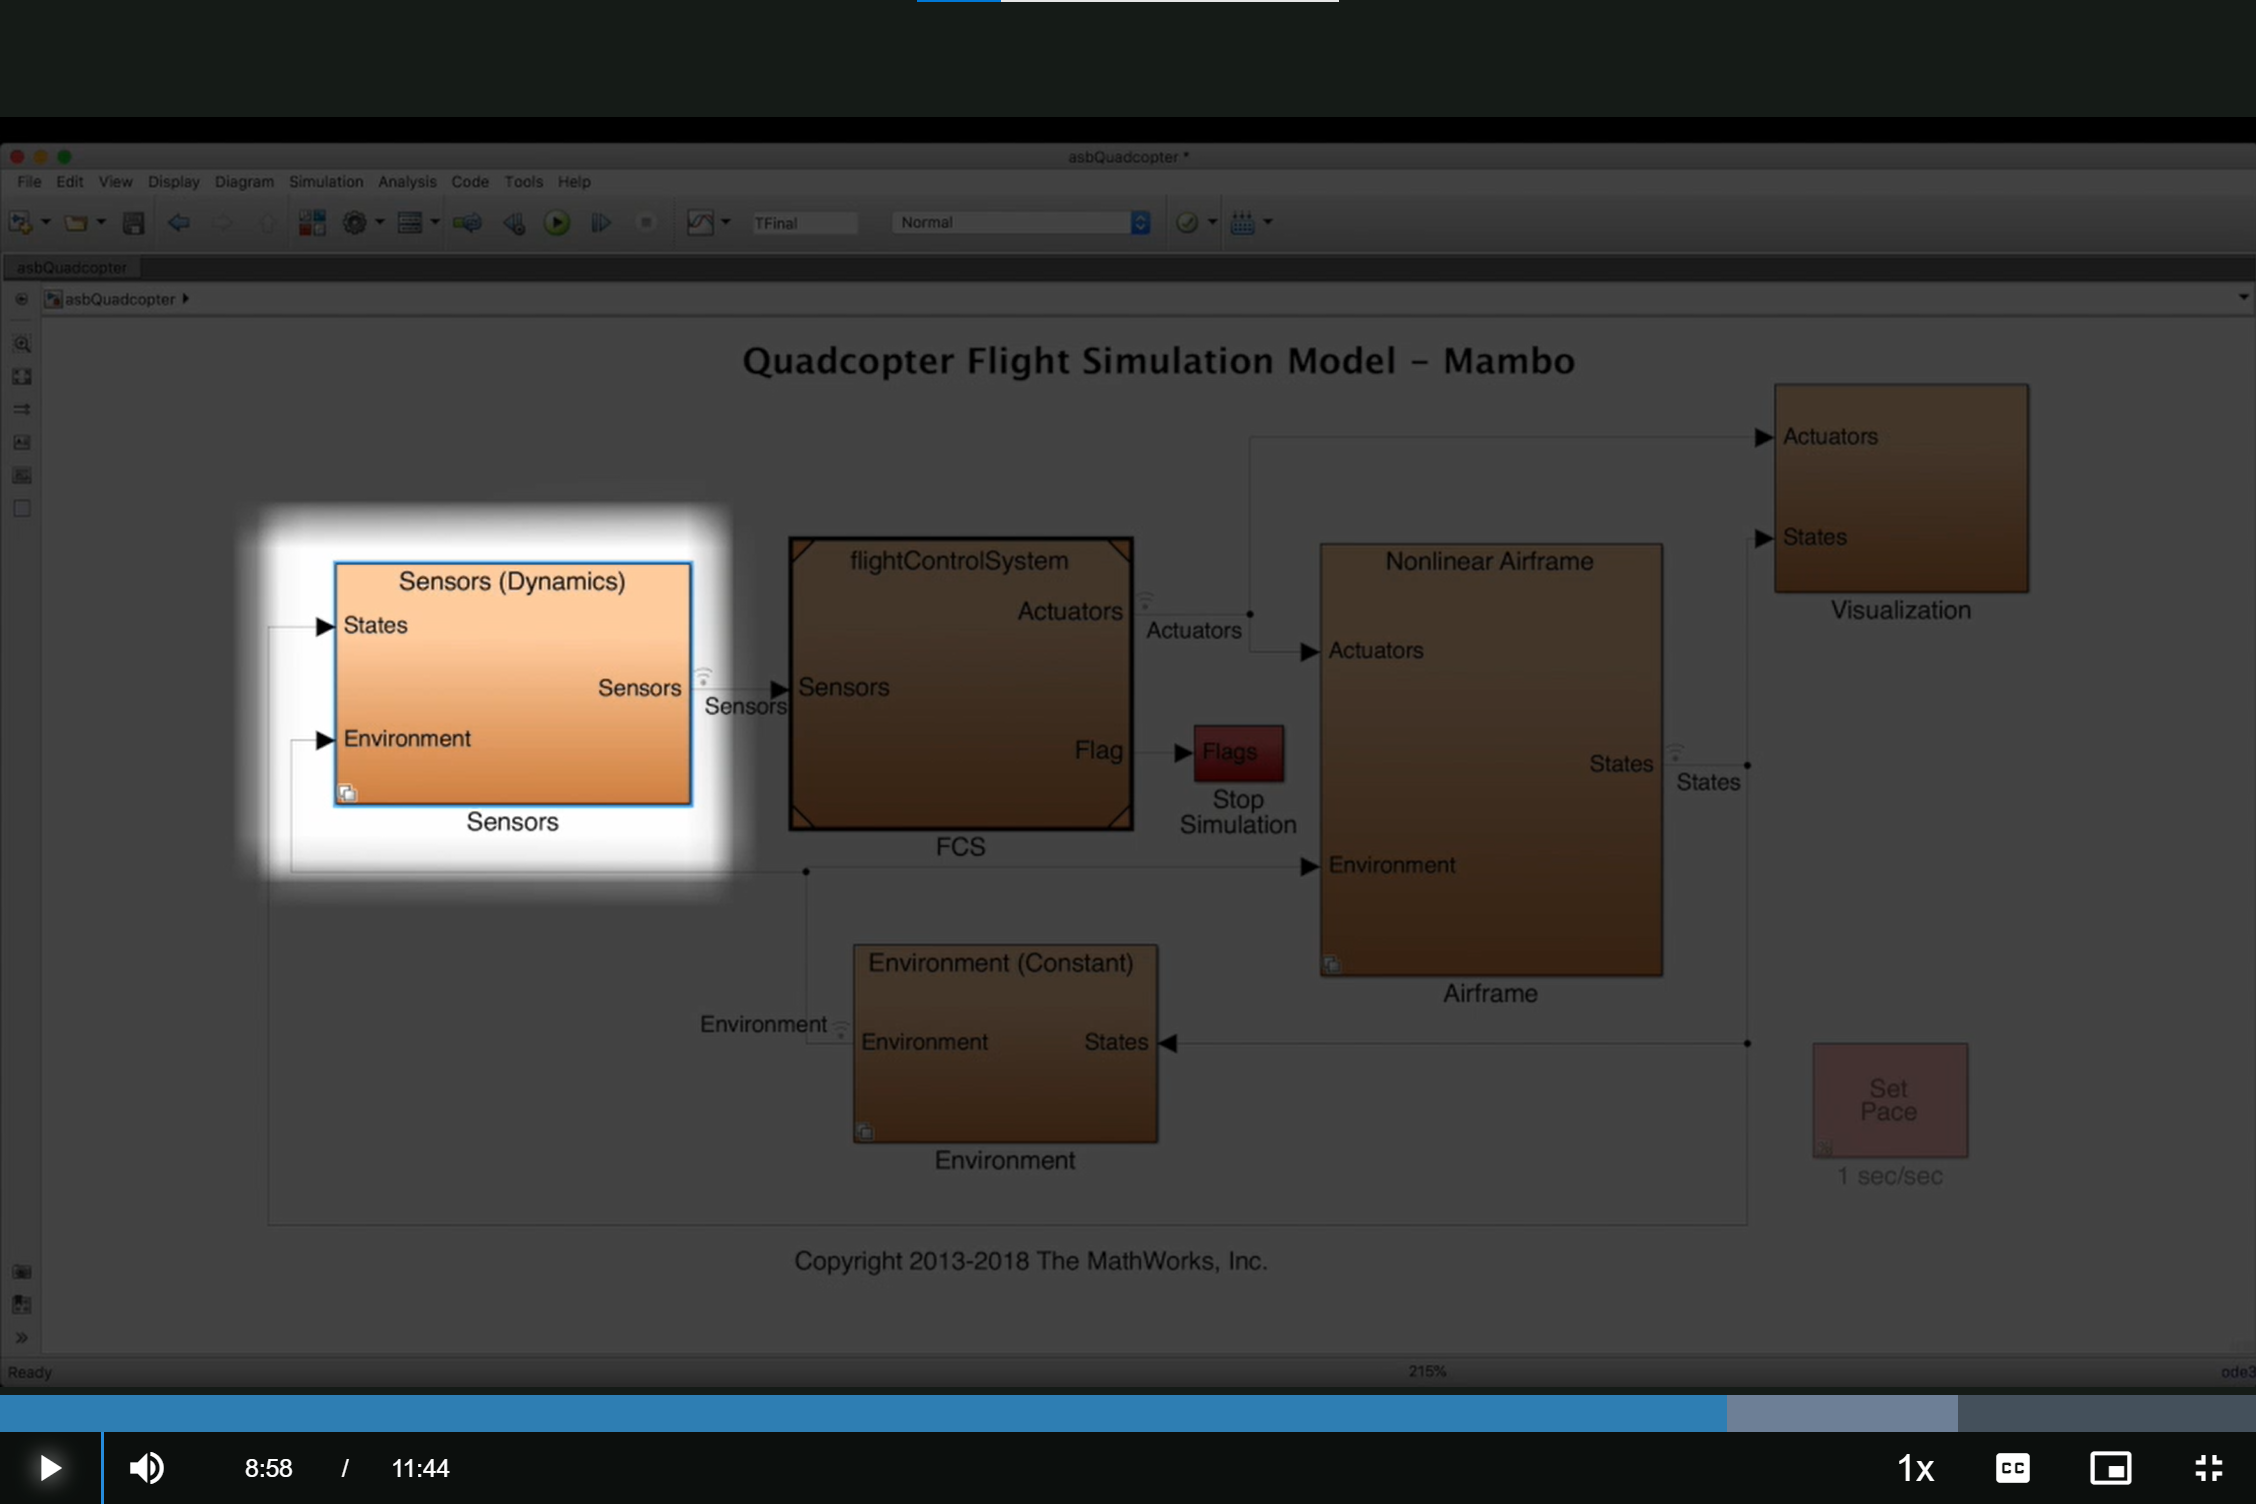 asbQuadcopter *
File Edit View Display Diagram Simulation Analysis Code Tools Help
TFinal
Normal
asbQuadcopter
asbQuadcopter
Quadcopter Flight Simulation Model - Mambo
Sensors (Dynamics)
States
Sensors
Environment
Sensors
Sensors
flightControlSystem
Actuators
Sensors
Flag
FCS
Actuators
Flags
Stop
Simulation
Nonlinear Airframe
Actuators
States
Environment
Airframe
States
Actuators
States
Visualization
Environment (Constant)
Environment
Environment
States
Environment
Set
Pace
1 sec/sec
Copyright 2013-2018 The MathWorks, Inc.
Ready
215%
ode3
8:58 / 11:44
1x
CC